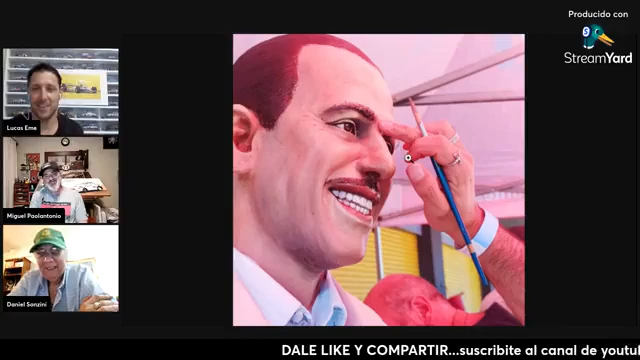 Producido con
StreamYard
Lucas Eme
Miguel Paolantonio
Daniel Sanzini
DALE LIKE Y COMPARTIR...suscribite al canal de youtu